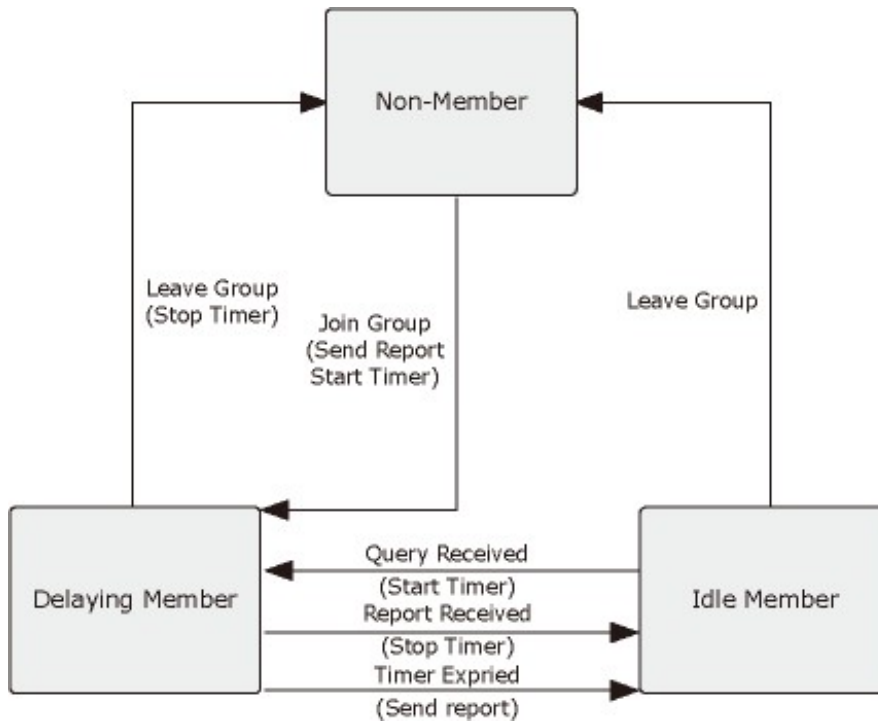 Non-Member
Leave Group
(Stop Timer)
Join Group
(Send Report
Start Timer)
Leave Group
Delaying Member
Query Received
(Start Timer)
Report Received
(Stop Timer)
Timer Expried
(Send report)
Idle Member